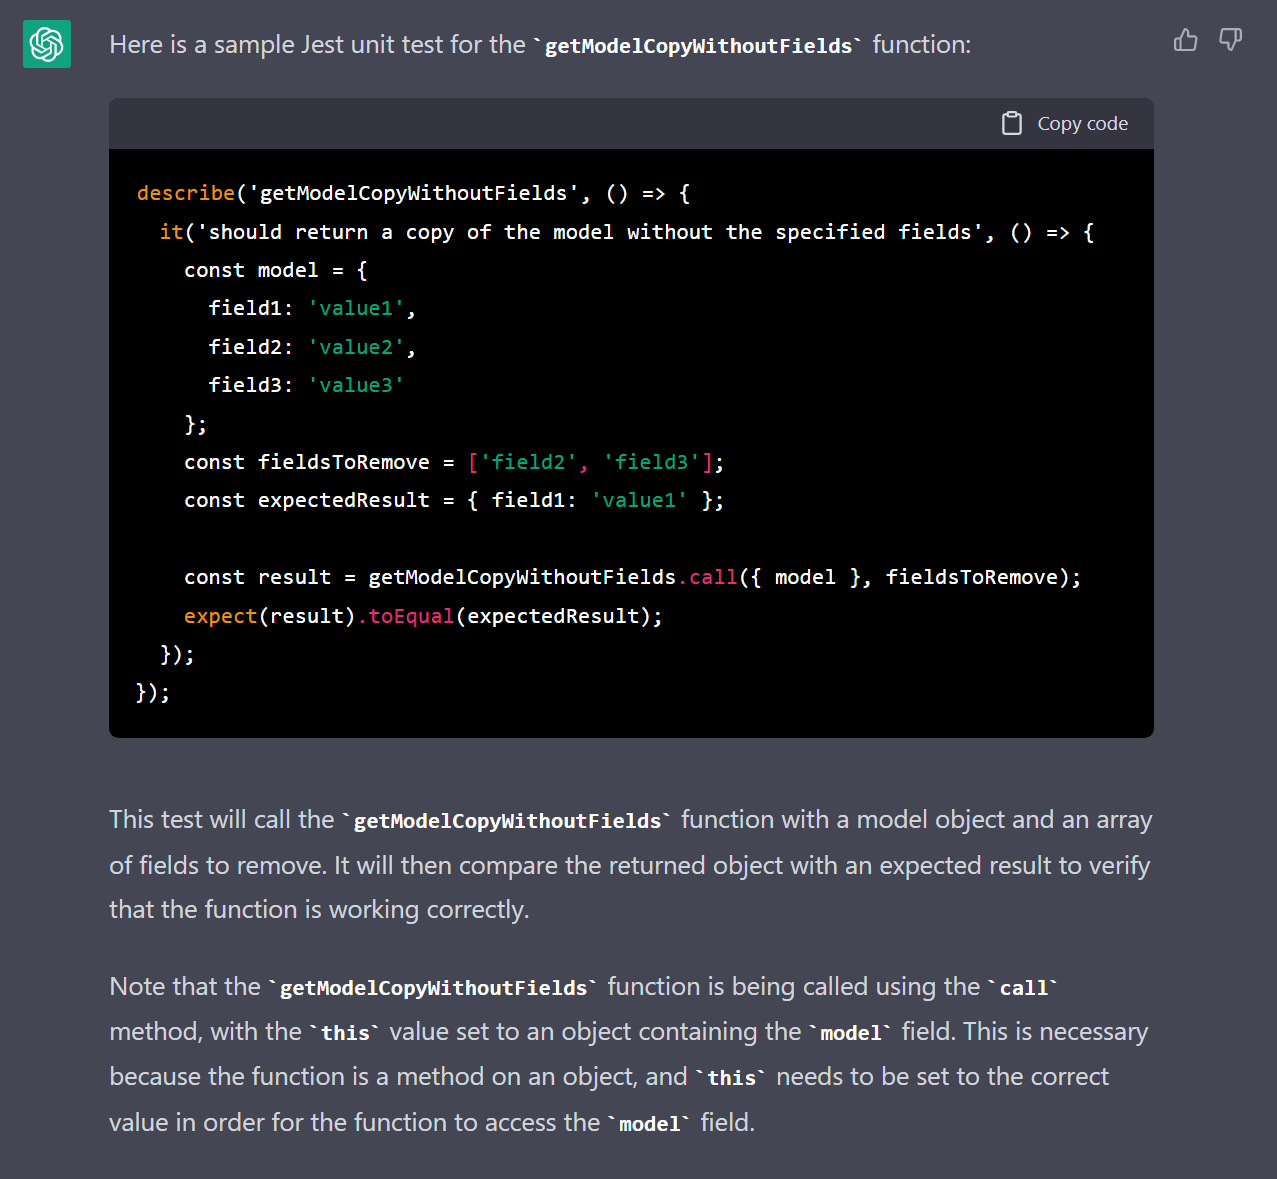 Here is a sample Jest unit test for the `getModelCopyWithoutFields` function:
Copy code
describe('getModelCopyWithoutFields', () => {
  it('should return a copy of the model without the specified fields', () => {
    const model = {
      field1: 'value1',
      field2: 'value2',
      field3: 'value3'
    };
    const fieldsToRemove = ['field2', 'field3'];
    const expectedResult = { field1: 'value1' };
    const result = getModelCopyWithoutFields.call({ model }, fieldsToRemove);
    expect(result).toEqual(expectedResult);
  });
});
This test will call the `getModelCopyWithoutFields` function with a model object and an array
of fields to remove. It will then compare the returned object with an expected result to verify
that the function is working correctly.
Note that the `getModelCopyWithoutFields` function is being called using the `call`
method, with the `this` value set to an object containing the `model` field. This is necessary
because the function is a method on an object, and `this` needs to be set to the correct
value in order for the function to access the `model` field.